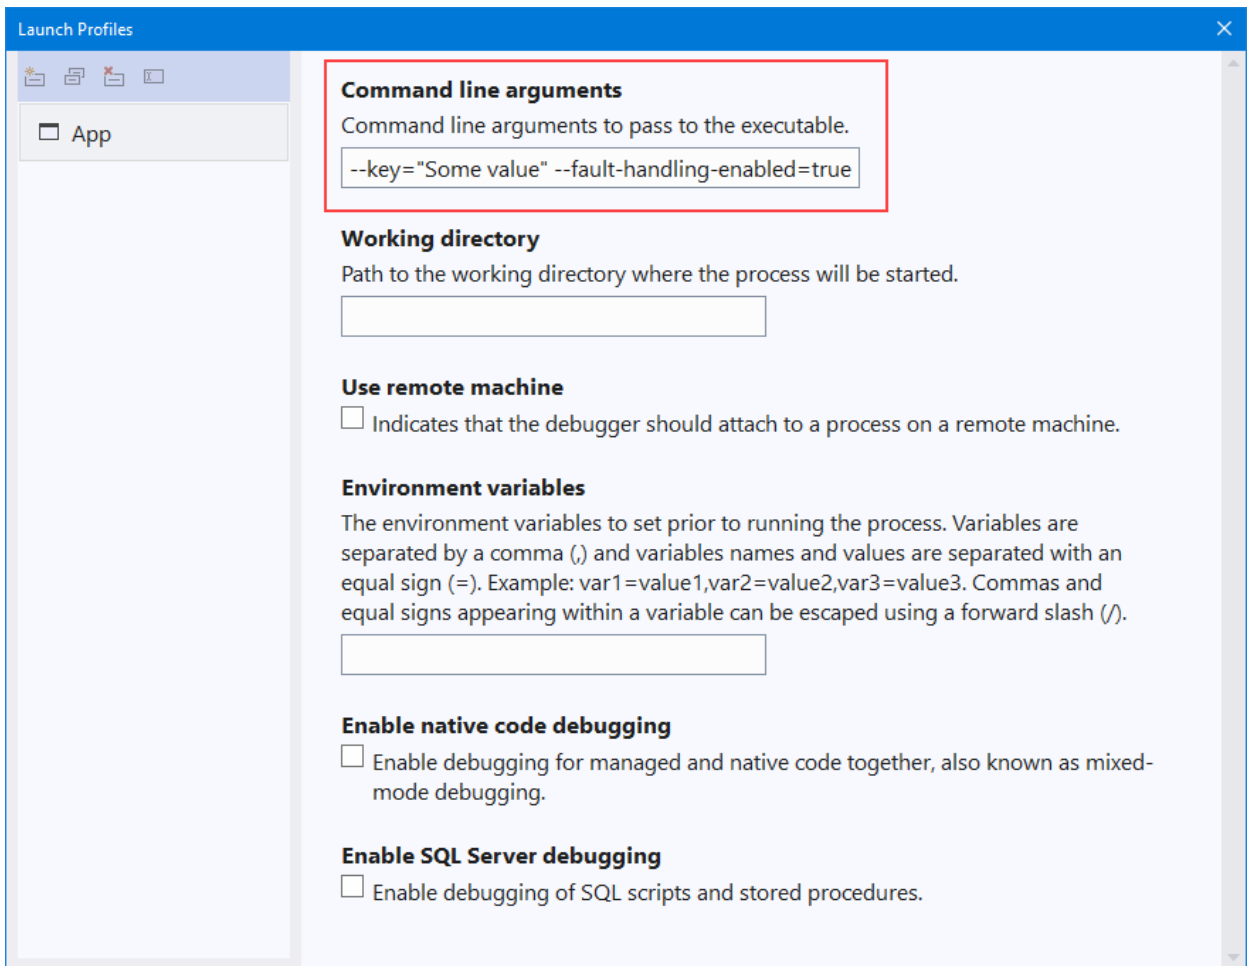 Launch Profiles
App
Command line arguments
Command line arguments to pass to the executable.
--key="Some value" --fault-handling-enabled=true
Working directory
Path to the working directory where the process will be started.
Use remote machine
Indicates that the debugger should attach to a process on a remote machine.
Environment variables
The environment variables to set prior to running the process. Variables are
separated by a comma (,) and variables names and values are separated with an
equal sign (=). Example: var1=value1,var2=value2,var3=value3. Commas and
equal signs appearing within a variable can be escaped using a forward slash (/).
Enable native code debugging
Enable debugging for managed and native code together, also known as mixed-
mode debugging.
Enable SQL Server debugging
Enable debugging of SQL scripts and stored procedures.